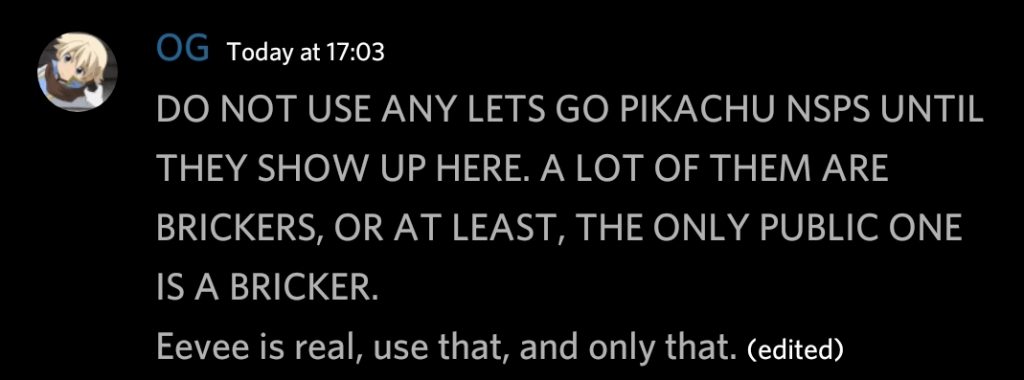 OG Today at 17:03
DO NOT USE ANY LETS GO PIKACHU NSPS UNTIL
THEY SHOW UP HERE. A LOT OF THEM ARE
BRICKERS, OR AT LEAST, THE ONLY PUBLIC ONE
IS A BRICKER.
Eevee is real, use that, and only that. (edited)